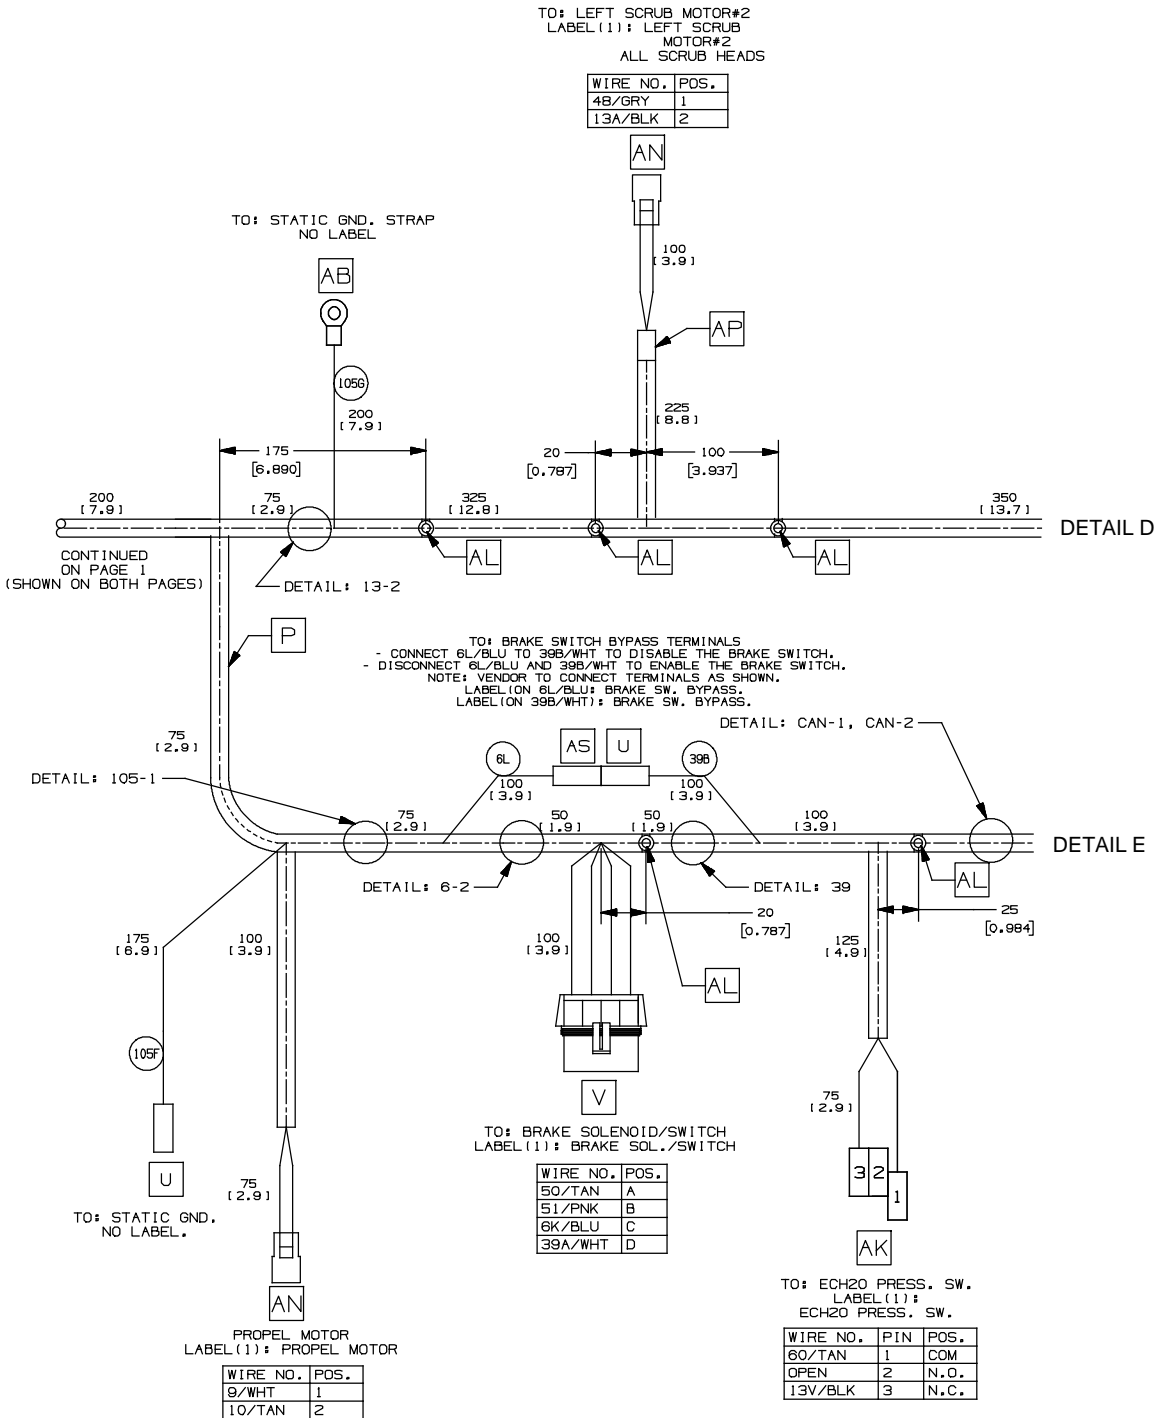 TO: LEFT SCRUB MOTOR#2
LABEL(1): LEFT SCRUB
MOTOR#2
ALL SCRUB HEADS
WIRE NO. POS.
48/GRY 1
13A/BLK 2
AN
100
[3.9]
TO: STATIC GND. STRAP
NO LABEL
AB
AP
105G
200
[7.9]
225
[8.8]
175
[6.890]
20
[0.787]
100
[3.937]
200
[7.9]
75
[2.9]
325
[12.8]
350
[13.7]
DETAIL D
CONTINUED
ON PAGE 1
(SHOWN ON BOTH PAGES)
AL
AL
AL
DETAIL: 13-2
P
TO: BRAKE SWITCH BYPASS TERMINALS
- CONNECT 6L/BLU TO 39B/WHT TO DISABLE THE BRAKE SWITCH.
- DISCONNECT 6L/BLU AND 39B/WHT TO ENABLE THE BRAKE SWITCH.
NOTE: VENDOR TO CONNECT TERMINALS AS SHOWN.
LABEL(ON 6L/BLU: BRAKE SW. BYPASS.
LABEL(ON 39B/WHT): BRAKE SW. BYPASS.
DETAIL: CAN-1, CAN-2
75
[2.9]
AS
U
6L
39B
100
[3.9]
100
[3.9]
DETAIL: 105-1
75
[2.9]
50
[1.9]
50
[1.9]
100
[3.9]
DETAIL E
DETAIL: 6-2
DETAIL: 39
AL
20
[0.787]
25
[0.984]
175
[6.9]
100
[3.9]
100
[3.9]
125
[4.9]
AL
105F
V
75
[2.9]
TO: BRAKE SOLENOID/SWITCH
LABEL(1): BRAKE SOL./SWITCH
WIRE NO. POS.
50/TAN A
51/PNK B
6K/BLU C
39A/WHT D
3 2
1
U
TO: STATIC GND.
NO LABEL.
75
[2.9]
AK
AN
TO: ECH2O PRESS. SW.
LABEL(1):
ECH2O PRESS. SW.
PROPEL MOTOR
LABEL(1): PROPEL MOTOR
WIRE NO. PIN POS.
60/TAN 1 COM
OPEN 2 N.O.
13V/BLK 3 N.C.
WIRE NO. POS.
9/WHT 1
10/TAN 2